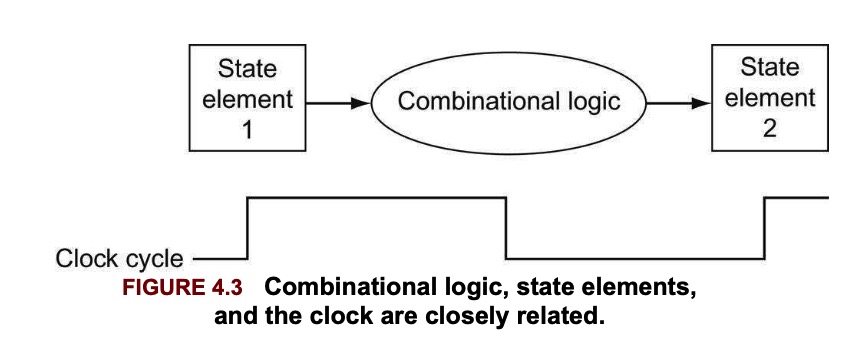 State
element
1
Combinational logic
State
element
2
Clock cycle
FIGURE 4.3 Combinational logic, state elements,
and the clock are closely related.